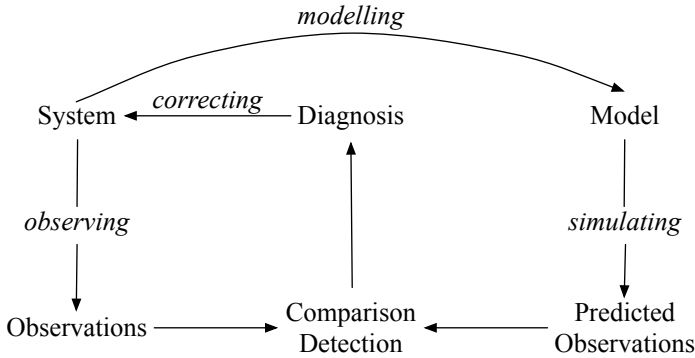 modelling
System
correcting
Diagnosis
Model
observing
simulating
Observations
Comparison
Detection
Predicted
Observations